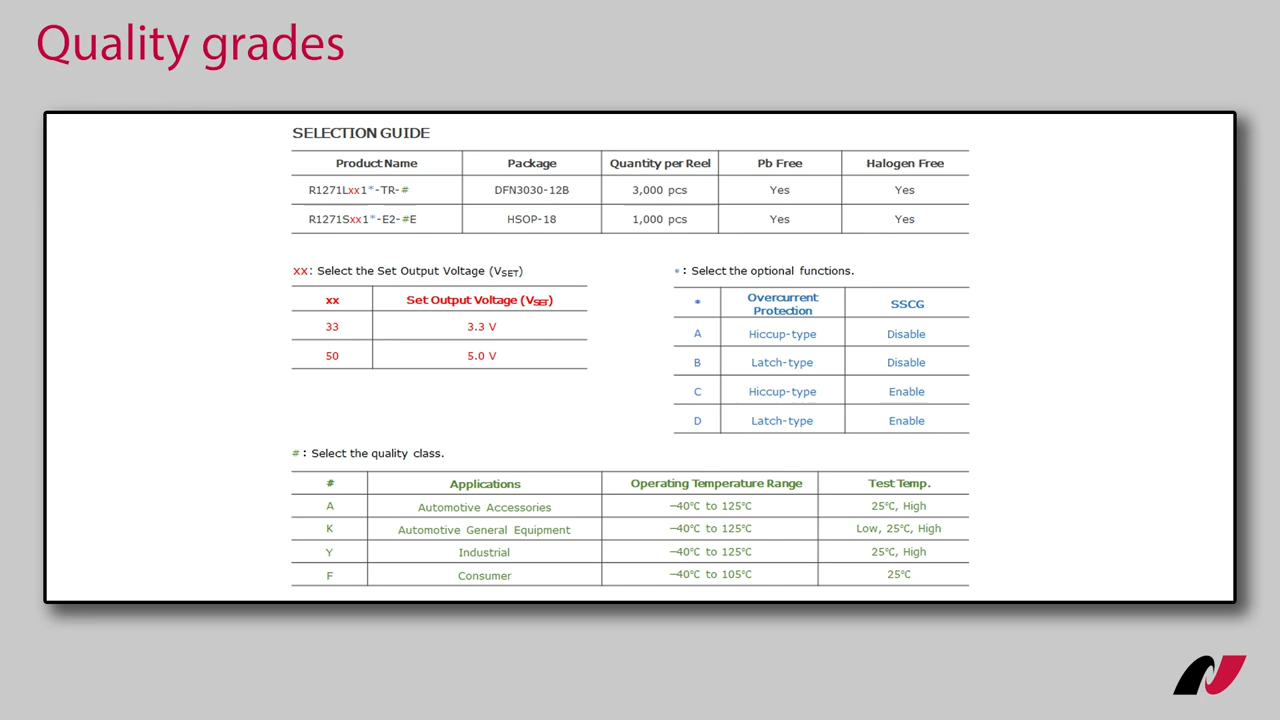 Quality grades
SELECTION GUIDE
Product Name Package Quantity per Reel Pb Free Halogen Free
R1271Lxx1*-TR-# DFN3030-12B 3,000 pcs Yes Yes
R1271Sxx1*-E2-#E HSOP-18 1,000 pcs Yes Yes
xx: Select the Set Output Voltage (VSET)
xx Set Output Voltage (VSET)
33 3.3 V
50 5.0 V
* : Select the optional functions.
* Overcurrent Protection SSCG
A Hiccup-type Disable
B Latch-type Disable
C Hiccup-type Enable
D Latch-type Enable
# : Select the quality class.
# Applications Operating Temperature Range Test Temp.
A Automotive Accessories −40℃ to 125℃ 25℃, High
K Automotive General Equipment −40℃ to 125℃ Low, 25℃, High
Y Industrial −40℃ to 125℃ 25℃, High
F Consumer −40℃ to 105℃ 25℃